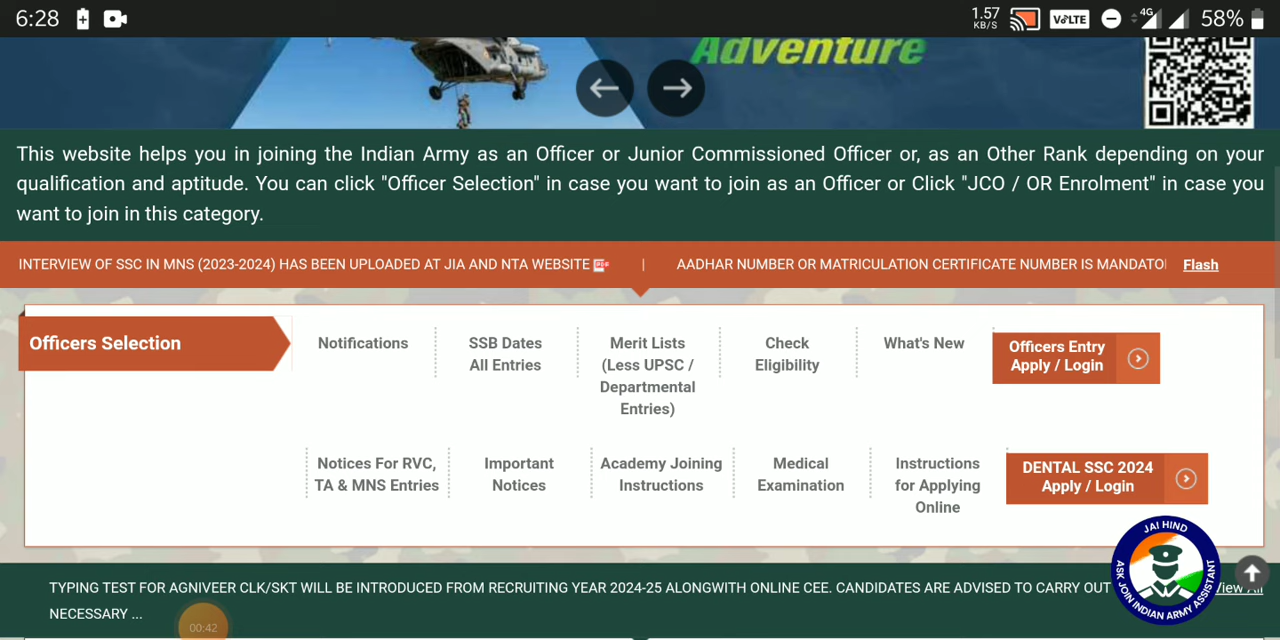 6:28
1.57
KB/S
VoLTE
4G
58%
Adventure
This website helps you in joining the Indian Army as an Officer or Junior Commissioned Officer or, as an Other Rank depending on your
qualification and aptitude. You can click "Officer Selection" in case you want to join as an Officer or Click "JCO / OR Enrolment" in case you
want to join in this category.
INTERVIEW OF SSC IN MNS (2023-2024) HAS BEEN UPLOADED AT JIA AND NTA WEBSITE | AADHAR NUMBER OR MATRICULATION CERTIFICATE NUMBER IS MANDATO
Flash
Officers Selection
Notifications
SSB Dates
All Entries
Merit Lists
(Less UPSC /
Departmental
Entries)
Check
Eligibility
What's New
Officers Entry
Apply / Login
Notices For RVC,
TA & MNS Entries
Important
Notices
Academy Joining
Instructions
Medical
Examination
Instructions
for Applying
Online
DENTAL SSC 2024
Apply / Login
JAI HIND
ASK JOIN INDIAN ARMY ASSISTANT
TYPING TEST FOR AGNIVEER CLK/SKT WILL BE INTRODUCED FROM RECRUITING YEAR 2024-25 ALONGWITH ONLINE CEE. CANDIDATES ARE ADVISED TO CARRY OUT
View All
NECESSARY ...
00:42